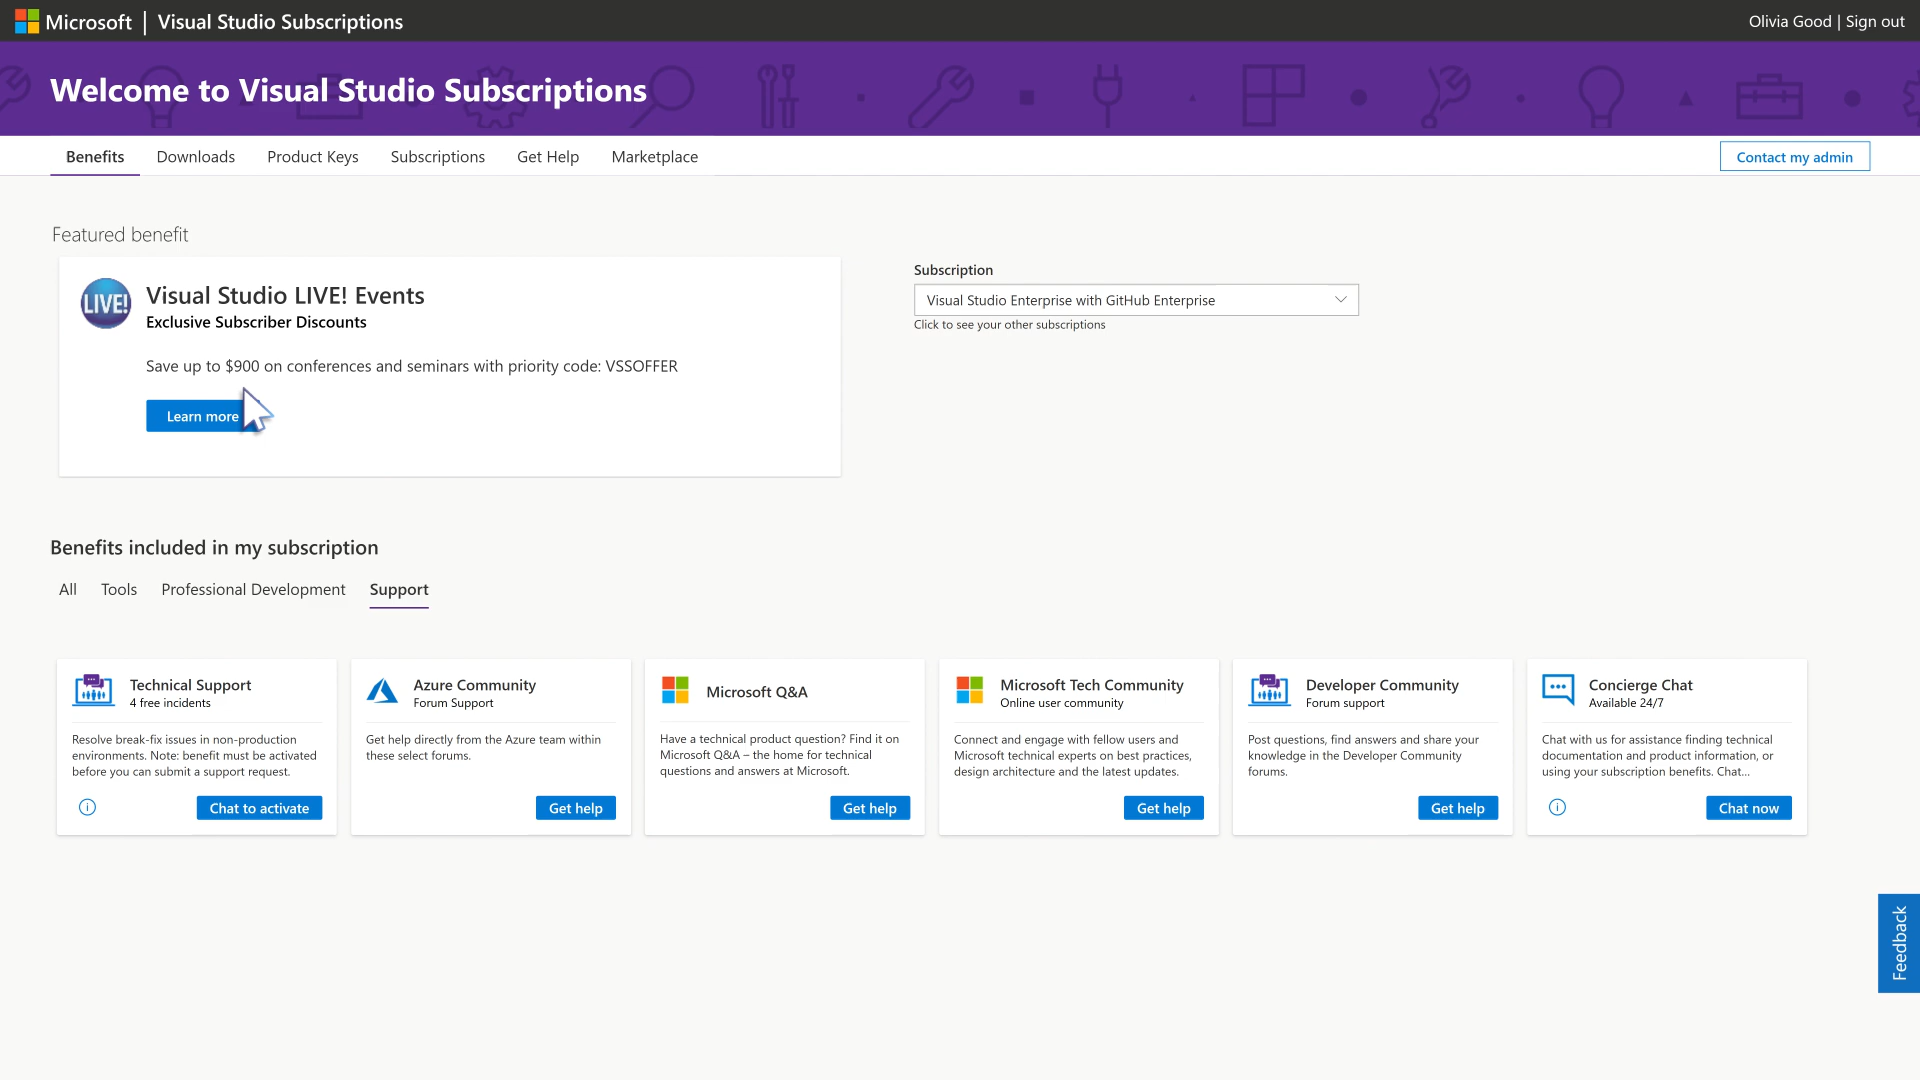 Microsoft | Visual Studio Subscriptions
Olivia Good | Sign out
Welcome to Visual Studio Subscriptions
Benefits
Downloads
Product Keys
Subscriptions
Get Help
Marketplace
Contact my admin
Featured benefit
LIVE!
Visual Studio LIVE! Events
Exclusive Subscriber Discounts
Save up to $900 on conferences and seminars with priority code: VSSOFFER
Learn more
Subscription
Visual Studio Enterprise with GitHub Enterprise
Click to see your other subscriptions
Benefits included in my subscription
All
Tools
Professional Development
Support
Technical Support
4 free incidents
Resolve break-fix issues in non-production
environments. Note: benefit must be activated
before you can submit a support request.
Chat to activate
Azure Community
Forum Support
Get help directly from the Azure team within
these select forums.
Get help
Microsoft Q&A
Have a technical product question? Find it on
Microsoft Q&A – the home for technical
questions and answers at Microsoft.
Get help
Microsoft Tech Community
Online user community
Connect and engage with fellow users and
Microsoft technical experts on best practices,
design architecture and the latest updates.
Get help
Developer Community
Forum support
Post questions, find answers and share your
knowledge in the Developer Community
forums.
Get help
Concierge Chat
Available 24/7
Chat with us for assistance finding technical
documentation and product information, or
using your subscription benefits. Chat...
Chat now
Feedback